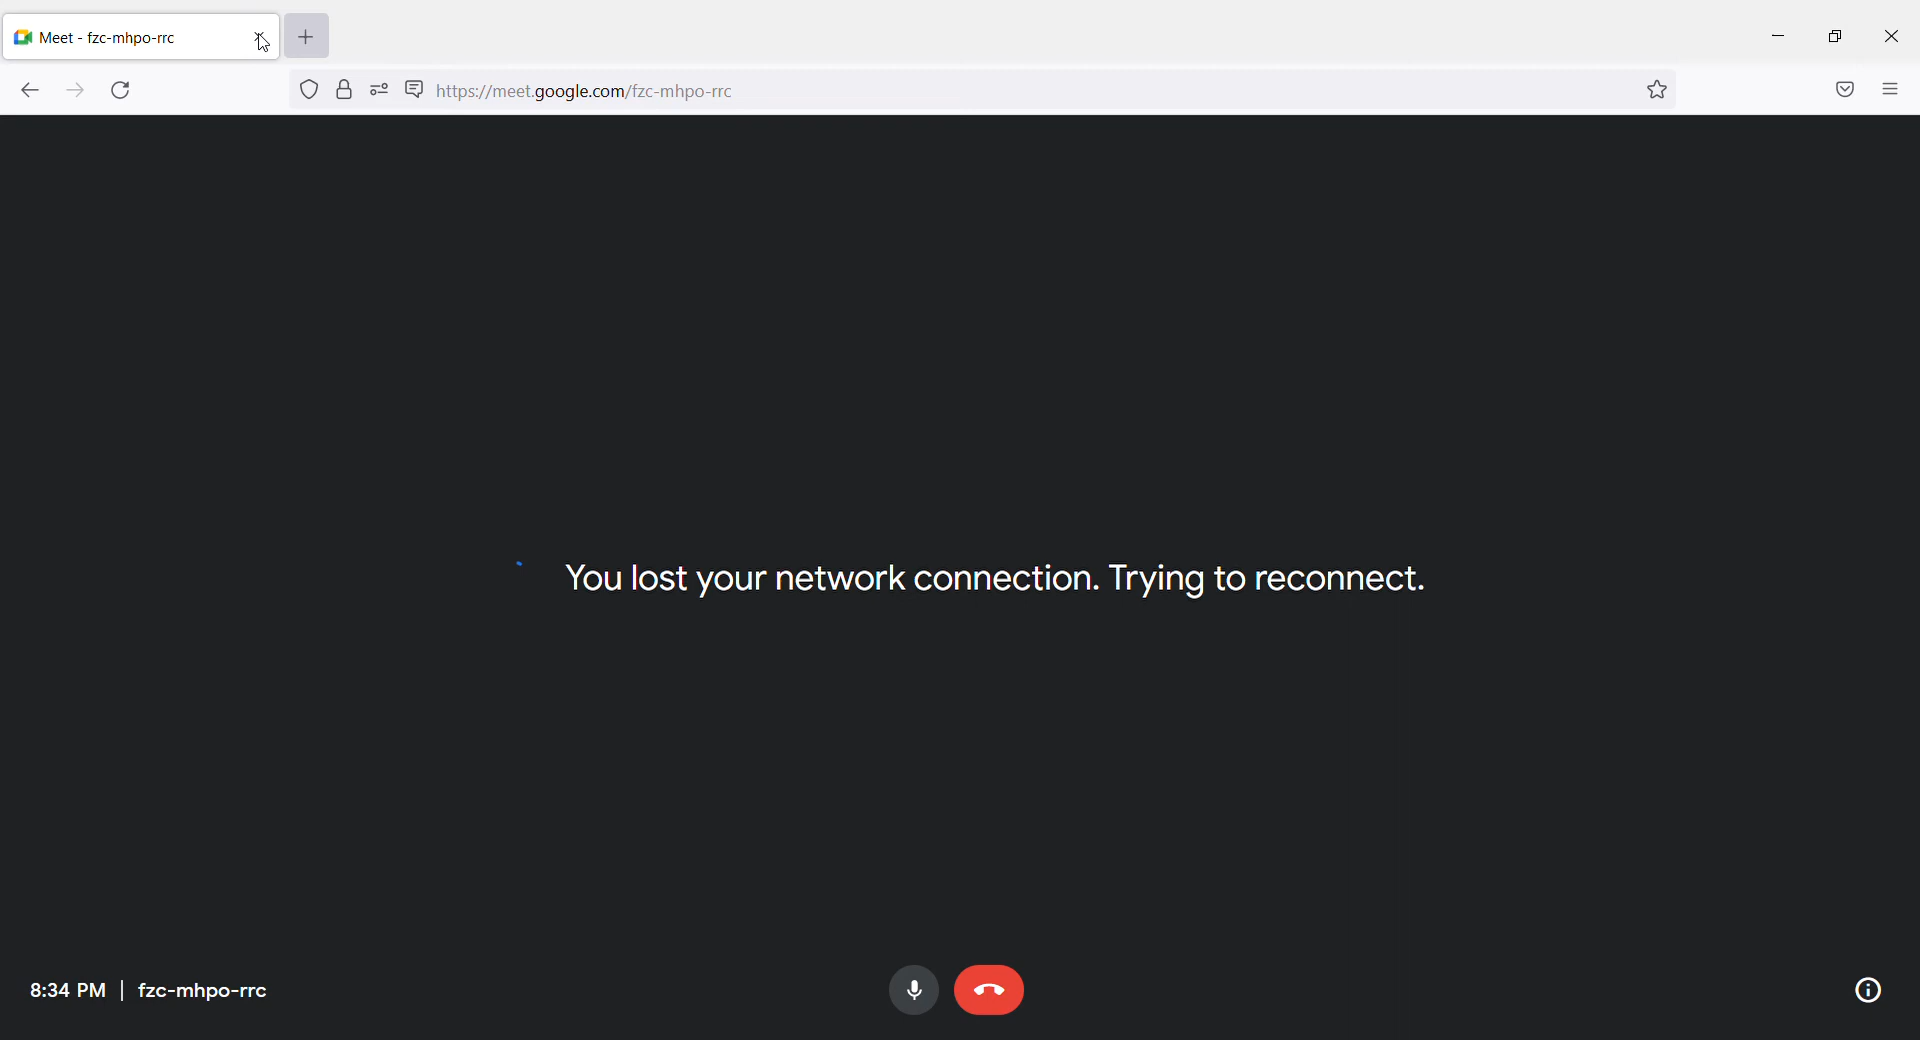 Meet - fzc-mhpo-rrc
https://meet.google.com/fzc-mhpo-rrc
You lost your network connection. Trying to reconnect.
8:34 PM | fzc-mhpo-rrc